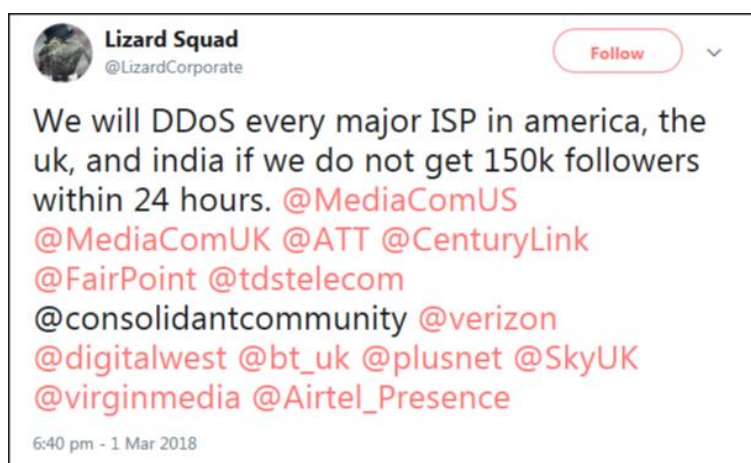 Lizard Squad
@LizardCorporate
Follow
We will DDoS every major ISP in america, the
uk, and india if we do not get 150k followers
within 24 hours. @MediaComUS
@MediaComUK @ATT @CenturyLink
@FairPoint @tdstelecom
@consolidantcommunity @verizon
@digitalwest @bt_uk @plusnet @SkyUK
@virginmedia @Airtel_Presence
6:40 pm - 1 Mar 2018